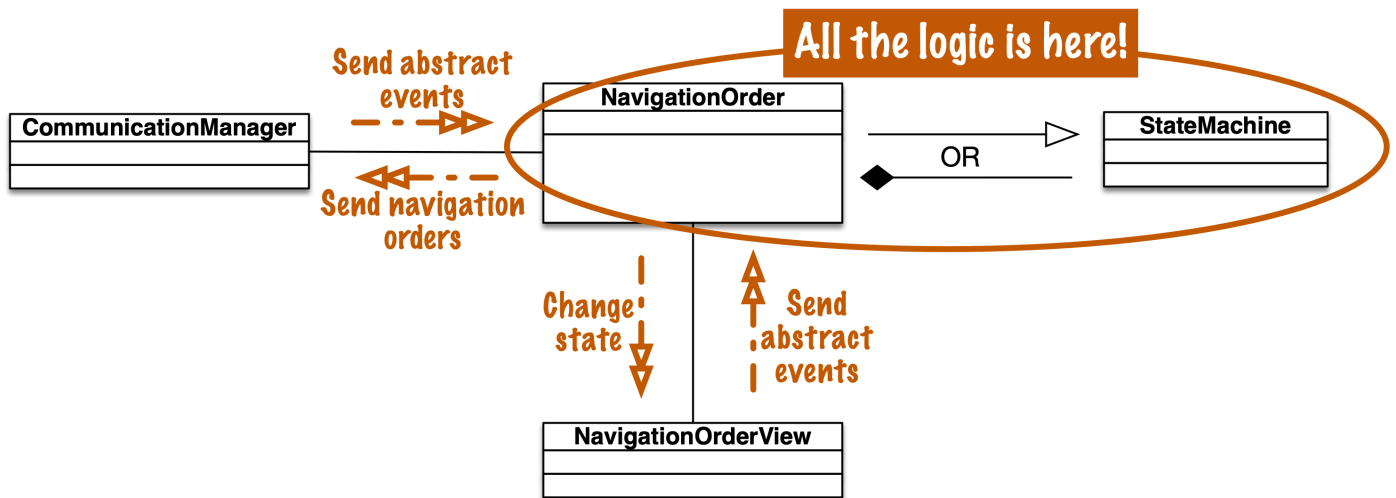 All the logic is here!
Send abstract
events
NavigationOrder
CommunicationManager
StateMachine
OR
Send navigation
orders
Change
state
Send
abstract
events
NavigationOrderView